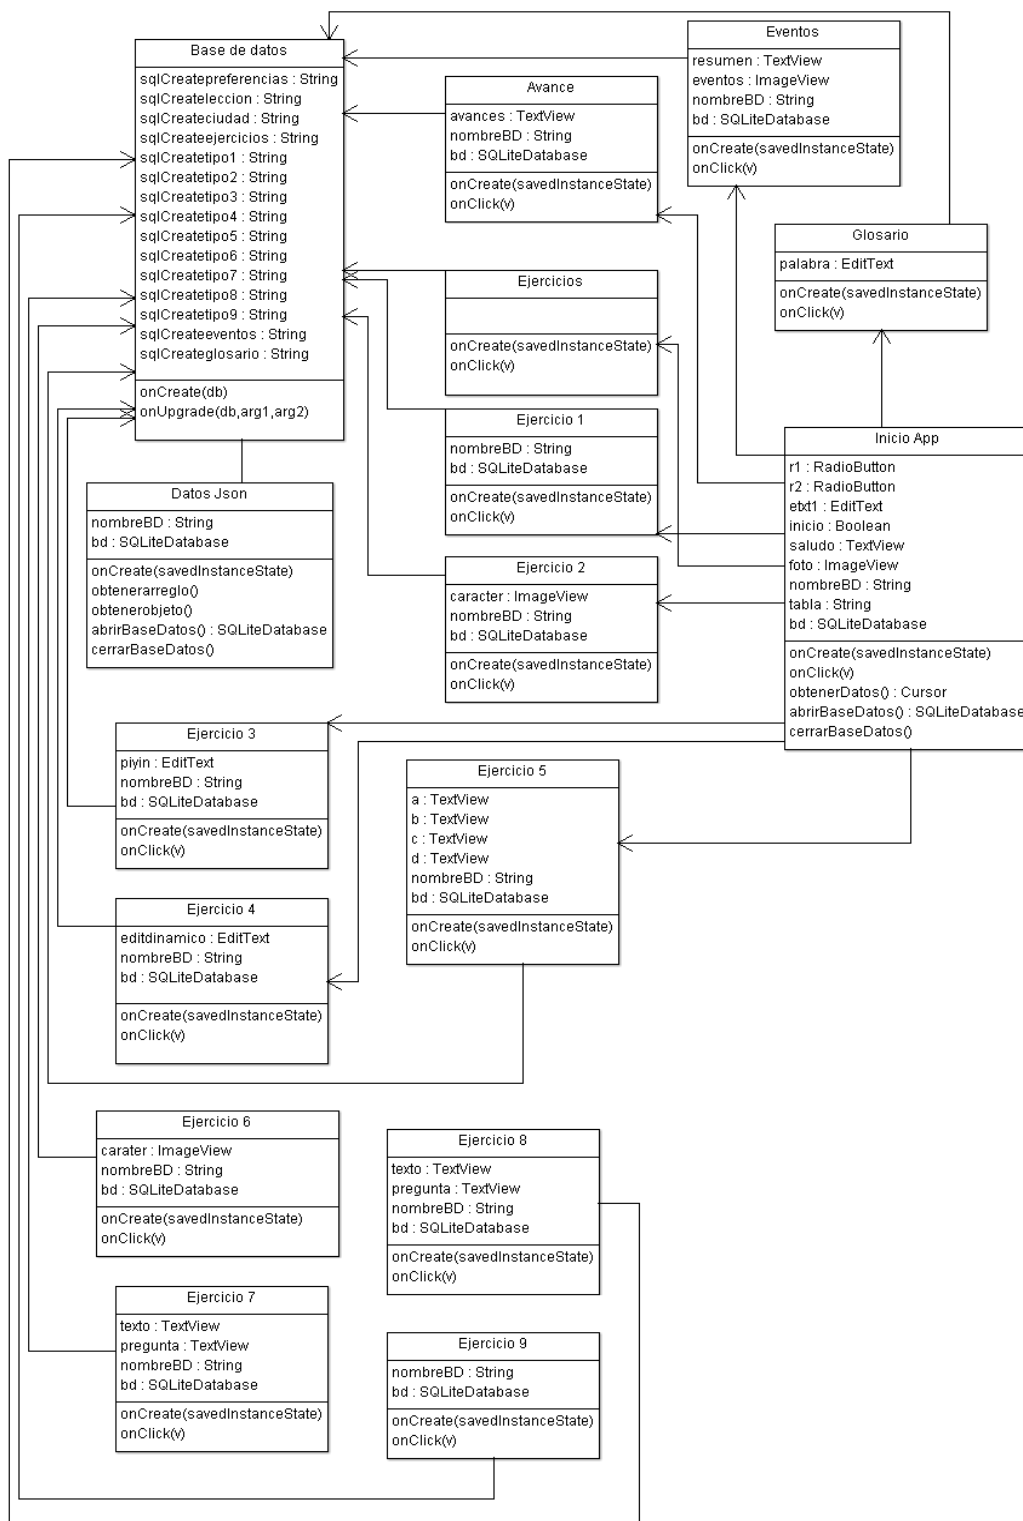 Base de datos
sqlCreatepreferencias : String
sqlCreateleccion : String
sqlCreateciudad : String
sqlCreateejercicios : String
sqlCreatetipo1 : String
sqlCreatetipo2 : String
sqlCreatetipo3 : String
sqlCreatetipo4 : String
sqlCreatetipo5 : String
sqlCreatetipo6 : String
sqlCreatetipo7 : String
sqlCreatetipo8 : String
sqlCreatetipo9 : String
sqlCreateeventos : String
sqlCreateglosario : String
onCreate(db)
onUpgrade(db,arg1,arg2)
Eventos
resumen : TextView
eventos : ImageView
nombreBD : String
bd : SQLiteDatabase
onCreate(savedInstanceState)
onClick(v)
Avance
avances : TextView
nombreBD : String
bd : SQLiteDatabase
onCreate(savedInstanceState)
onClick(v)
Glosario
palabra : EditText
onCreate(savedInstanceState)
onClick(v)
Ejercicios
onCreate(savedInstanceState)
onClick(v)
Ejercicio 1
nombreBD : String
bd : SQLiteDatabase
onCreate(savedInstanceState)
onClick(v)
Inicio App
r1 : RadioButton
r2 : RadioButton
etxt1 : EditText
inicio : Boolean
saludo : TextView
foto : ImageView
nombreBD : String
tabla : String
bd : SQLiteDatabase
onCreate(savedInstanceState)
onClick(v)
obtenerDatos() : Cursor
abrirBaseDatos() : SQLiteDatabase
cerrarBaseDatos()
Datos Json
nombreBD : String
bd : SQLiteDatabase
onCreate(savedInstanceState)
obtenerarreglo()
obtenerobjeto()
abrirBaseDatos() : SQLiteDatabase
cerrarBaseDatos()
Ejercicio 2
caracter : ImageView
nombreBD : String
bd : SQLiteDatabase
onCreate(savedInstanceState)
onClick(v)
Ejercicio 3
piyin : EditText
nombreBD : String
bd : SQLiteDatabase
onCreate(savedInstanceState)
onClick(v)
Ejercicio 5
a : TextView
b : TextView
c : TextView
d : TextView
nombreBD : String
bd : SQLiteDatabase
onCreate(savedInstanceState)
onClick(v)
Ejercicio 4
editdinamico : EditText
nombreBD : String
bd : SQLiteDatabase
onCreate(savedInstanceState)
onClick(v)
Ejercicio 6
carater : ImageView
nombreBD : String
bd : SQLiteDatabase
onCreate(savedInstanceState)
onClick(v)
Ejercicio 8
texto : TextView
pregunta : TextView
nombreBD : String
bd : SQLiteDatabase
onCreate(savedInstanceState)
onClick(v)
Ejercicio 7
texto : TextView
pregunta : TextView
nombreBD : String
bd : SQLiteDatabase
onCreate(savedInstanceState)
onClick(v)
Ejercicio 9
nombreBD : String
bd : SQLiteDatabase
onCreate(savedInstanceState)
onClick(v)